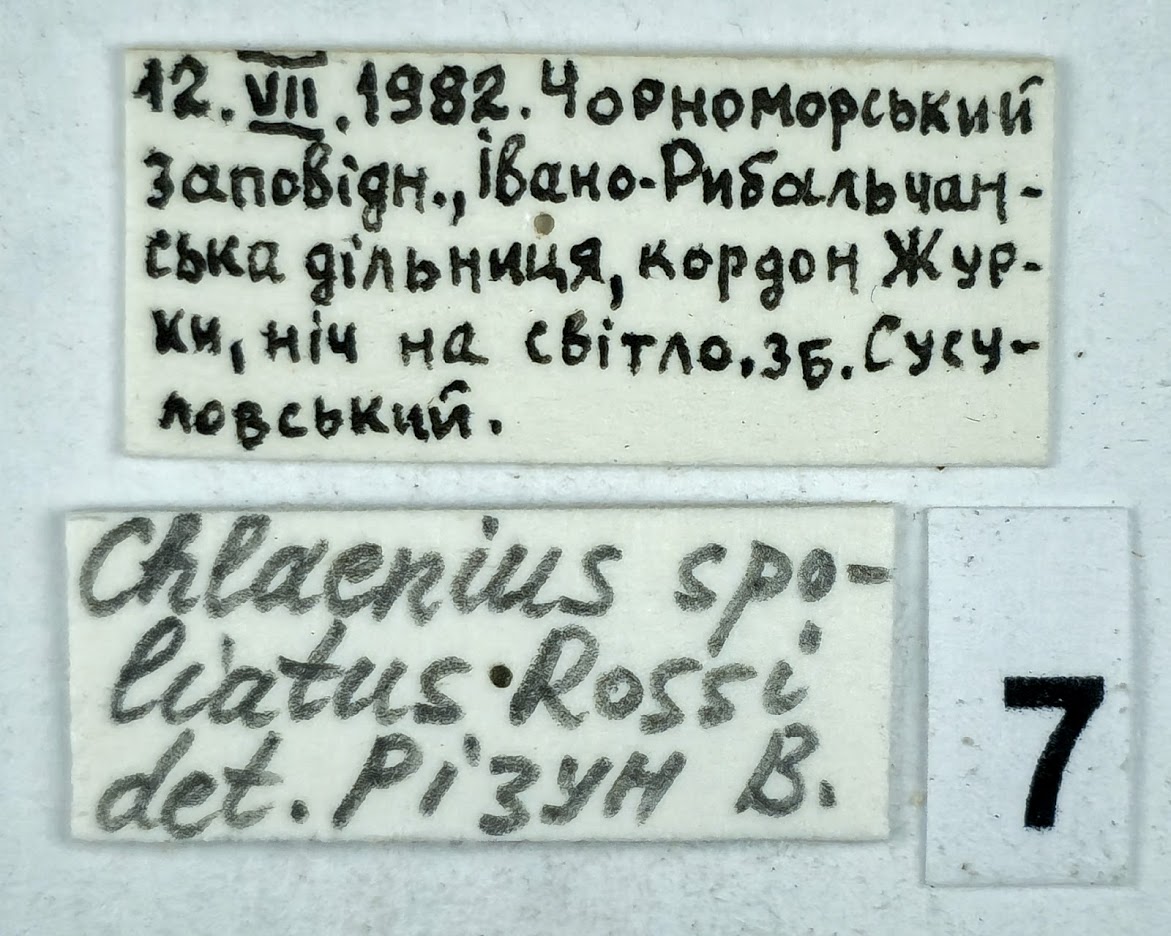 12.VII.1982. Чорноморський
заповідн., Івано-Рибальчан-
ська дільниця, кордон Жур-
ки, ніч на світло. зб. Сусу-
ловський.
Chlaenius spo-
liatus Rossi
det. Різун В.
7